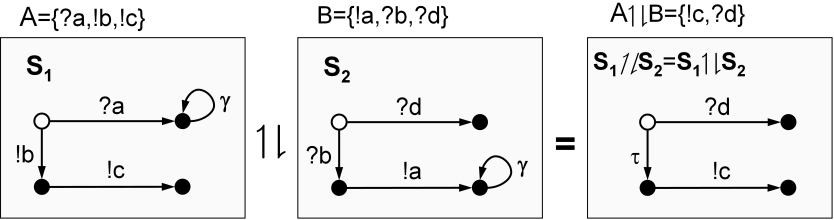 A={?a,!b,!c}
S1
?a
γ
!b
!c
⥮
B={!a,?b,?d}
S2
?d
?b
!a
γ
=
A⥮B={!c,?d}
S1⥮̸S2=S1⥮S2
?d
τ
!c